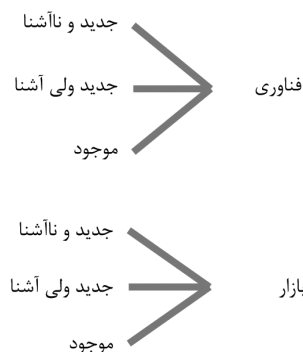 جدید و ناآشنا
جدید ولی آشنا
فناوری
موجود
جدید و ناآشنا
جدید ولی آشنا
بازار
موجود